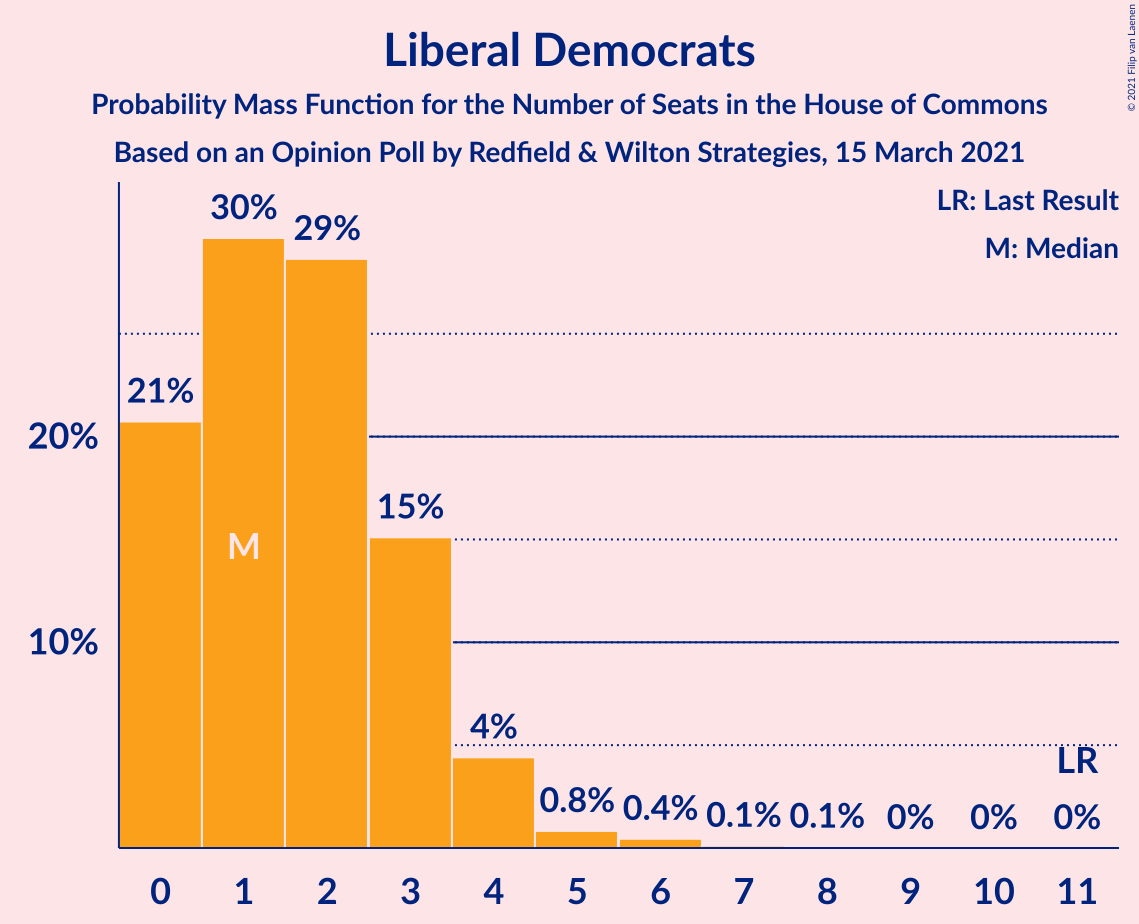 Liberal Democrats
Probability Mass Function for the Number of Seats in the House of Commons
Based on an Opinion Poll by Redfield & Wilton Strategies, 15 March 2021
© 2021 Filip van Laenen
LR: Last Result
M: Median
30%
29%
21%
20%
15%
M
10%
4%
LR
0.8%
0.4%
0.1%
0.1%
0%
0%
0%
0 1 2 3 4 5 6 7 8 9 10 11